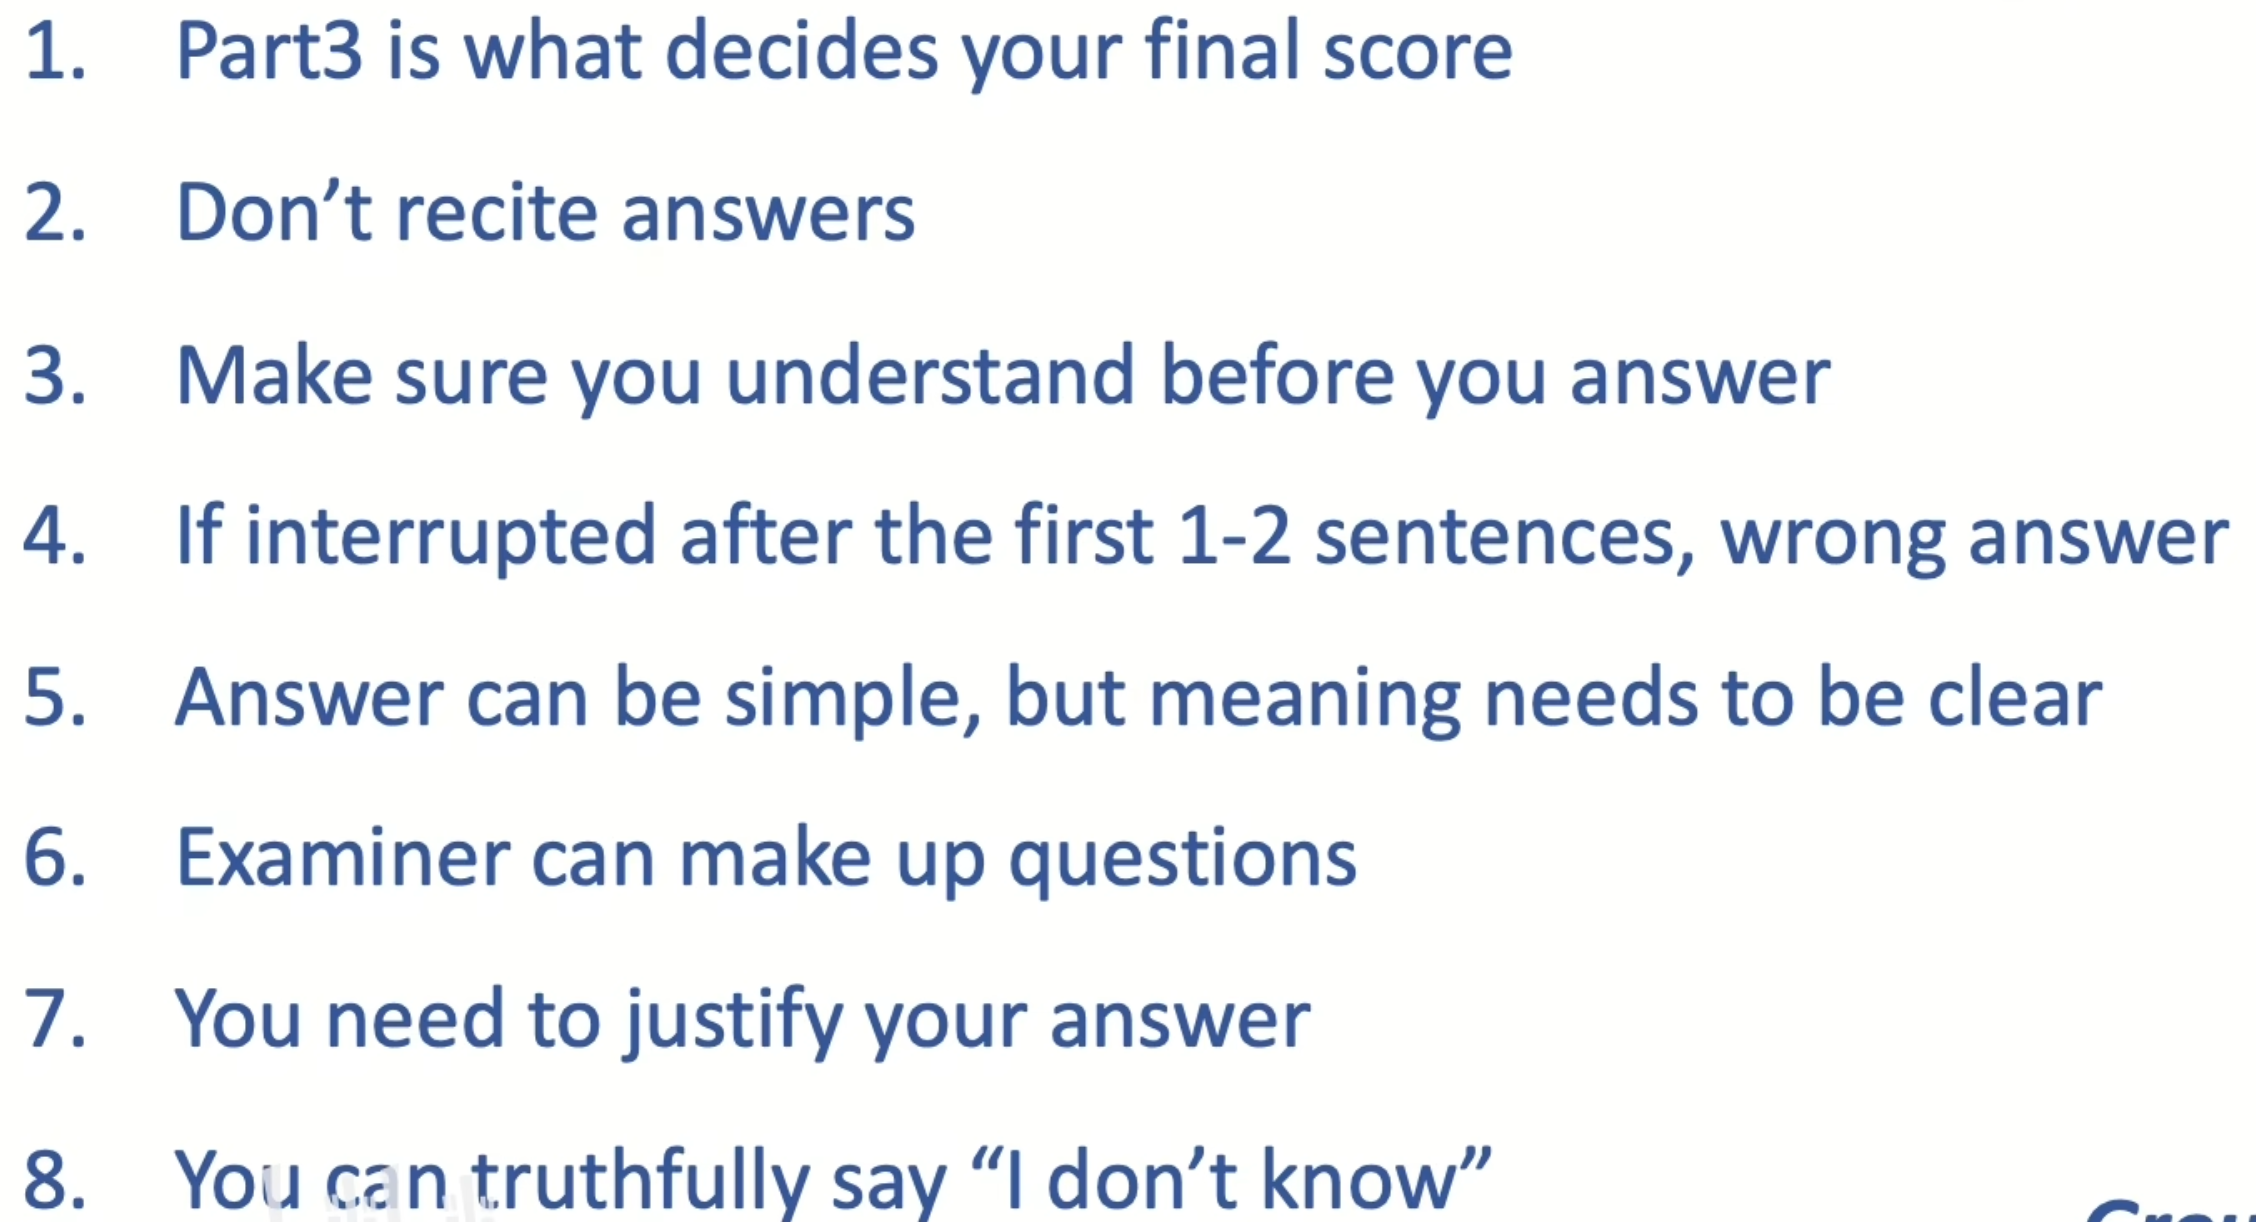 1. Part3 is what decides your final score
2. Don’t recite answers
3. Make sure you understand before you answer
4. If interrupted after the first 1-2 sentences, wrong answer
5. Answer can be simple, but meaning needs to be clear
6. Examiner can make up questions
7. You need to justify your answer
8. You can truthfully say “I don’t know”